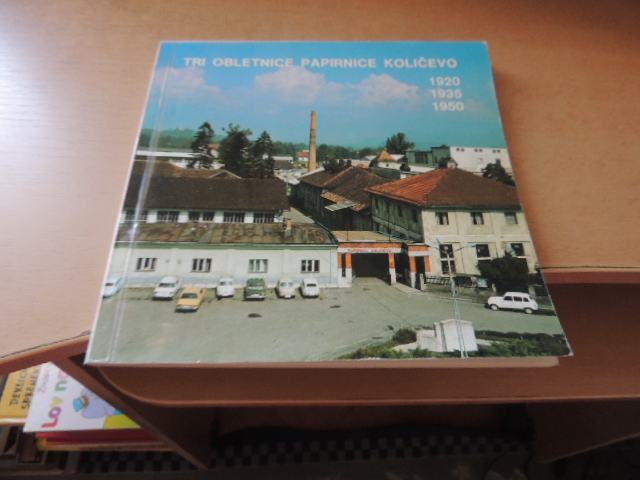 TRI OBLETNICE PAPIRNICE KOLIČEVO
1920
1935
1950